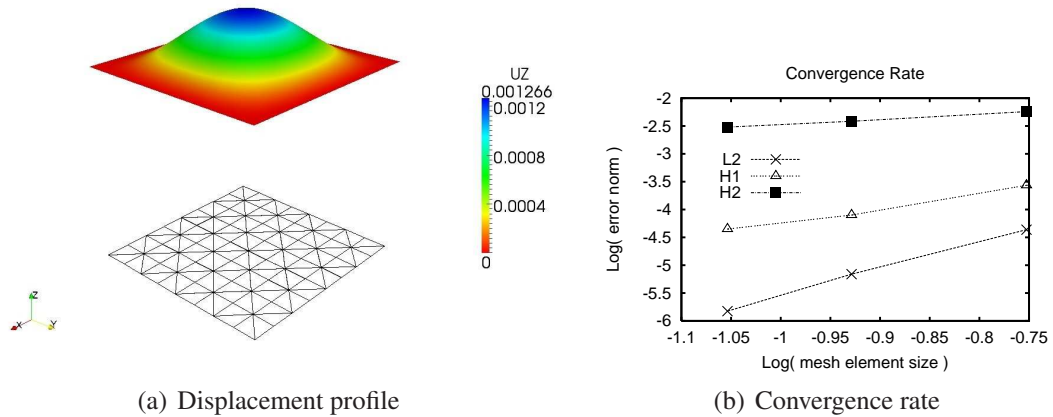 UZ
0.001266
0.0012
0.0008
0.0004
0
Z
X
Y
(a) Displacement profile
Convergence Rate
Log( error norm )
-2
-2.5
-3
-3.5
-4
-4.5
-5
-5.5
-6
L2
H1
H2
-1.1 -1.05 -1 -0.95 -0.9 -0.85 -0.8 -0.75
Log( mesh element size )
(b) Convergence rate